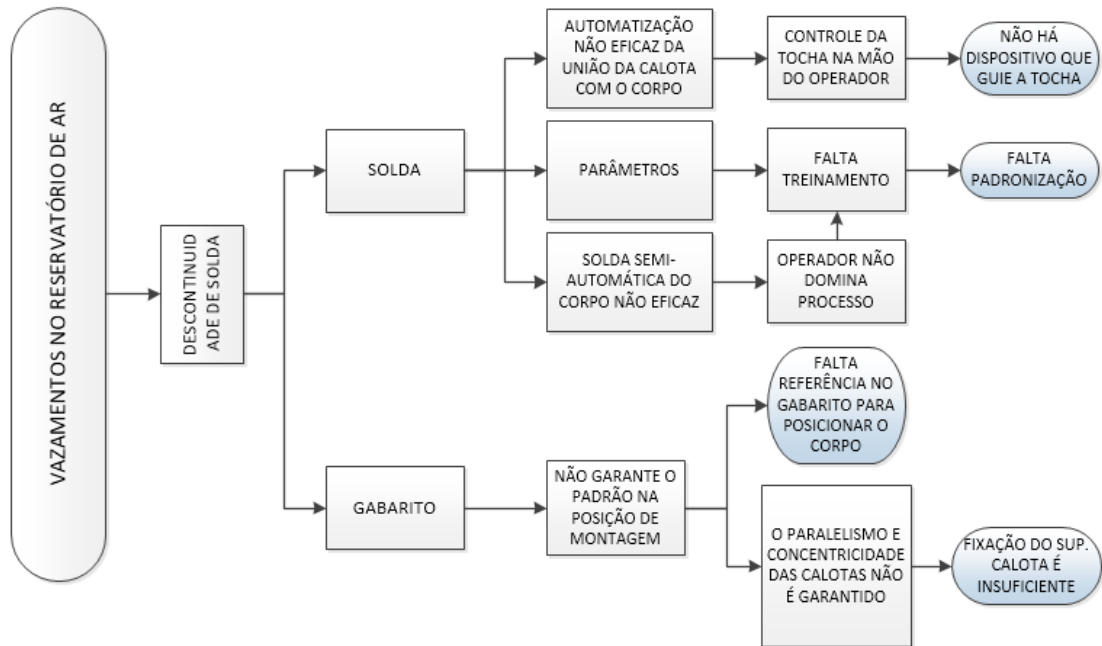 VAZAMENTOS NO RESERVATÓRIO DE AR
DESCONTINUID
ADE DE SOLDA
SOLDA
AUTOMATIZAÇÃO
NÃO EFICAZ DA
UNIÃO DA CALOTA
COM O CORPO
CONTROLE DA
TOCHA NA MÃO
DO OPERADOR
NÃO HÁ
DISPOSITIVO QUE
GUIE A TOCHA
PARÂMETROS
FALTA
TREINAMENTO
FALTA
PADRONIZAÇÃO
SOLDA SEMI-
AUTOMÁTICA DO
CORPO NÃO EFICAZ
OPERADOR NÃO
DOMINA
PROCESSO
GABARITO
NÃO GARANTE O
PADRÃO NA
POSIÇÃO DE
MONTAGEM
FALTA
REFERÊNCIA NO
GABARITO PARA
POSICIONAR O
CORPO
O PARALELISMO E
CONCENTRICIDADE
DAS CALOTAS NÃO
É GARANTIDO
FIXAÇÃO DO SUP.
CALOTA É
INSUFICIENTE